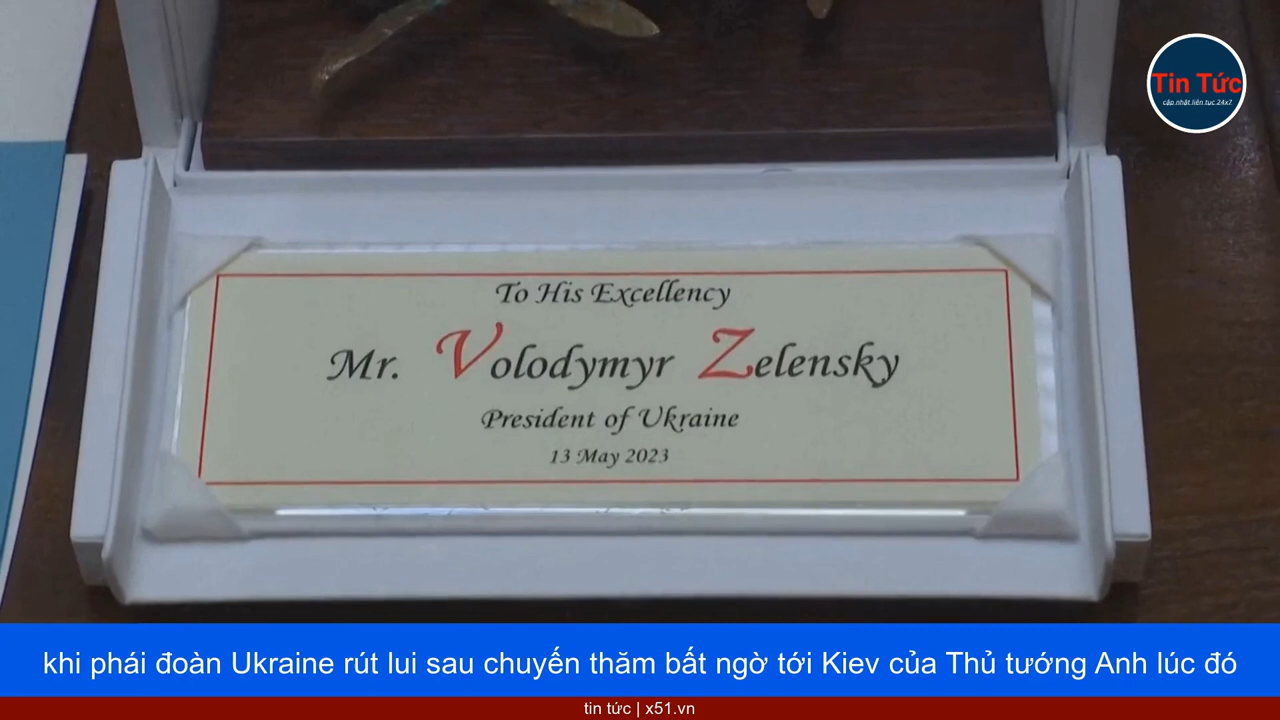 Tin Tức
cập nhật liên tục 24x7
To His Excellency
Mr. Volodymyr Zelensky
President of Ukraine
13 May 2023
khi phái đoàn Ukraine rút lui sau chuyến thăm bất ngờ tới Kiev của Thủ tướng Anh lúc đó
tin tức | x51.vn